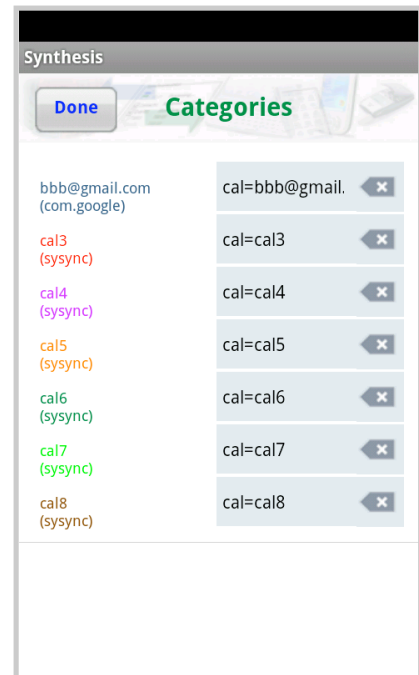 Synthesis
Done
Categories
bbb@gmail.com
(com.google)
cal=bbb@gmail.
cal3
(sysync)
cal=cal3
cal4
(sysync)
cal=cal4
cal5
(sysync)
cal=cal5
cal6
(sysync)
cal=cal6
cal7
(sysync)
cal=cal7
cal8
(sysync)
cal=cal8